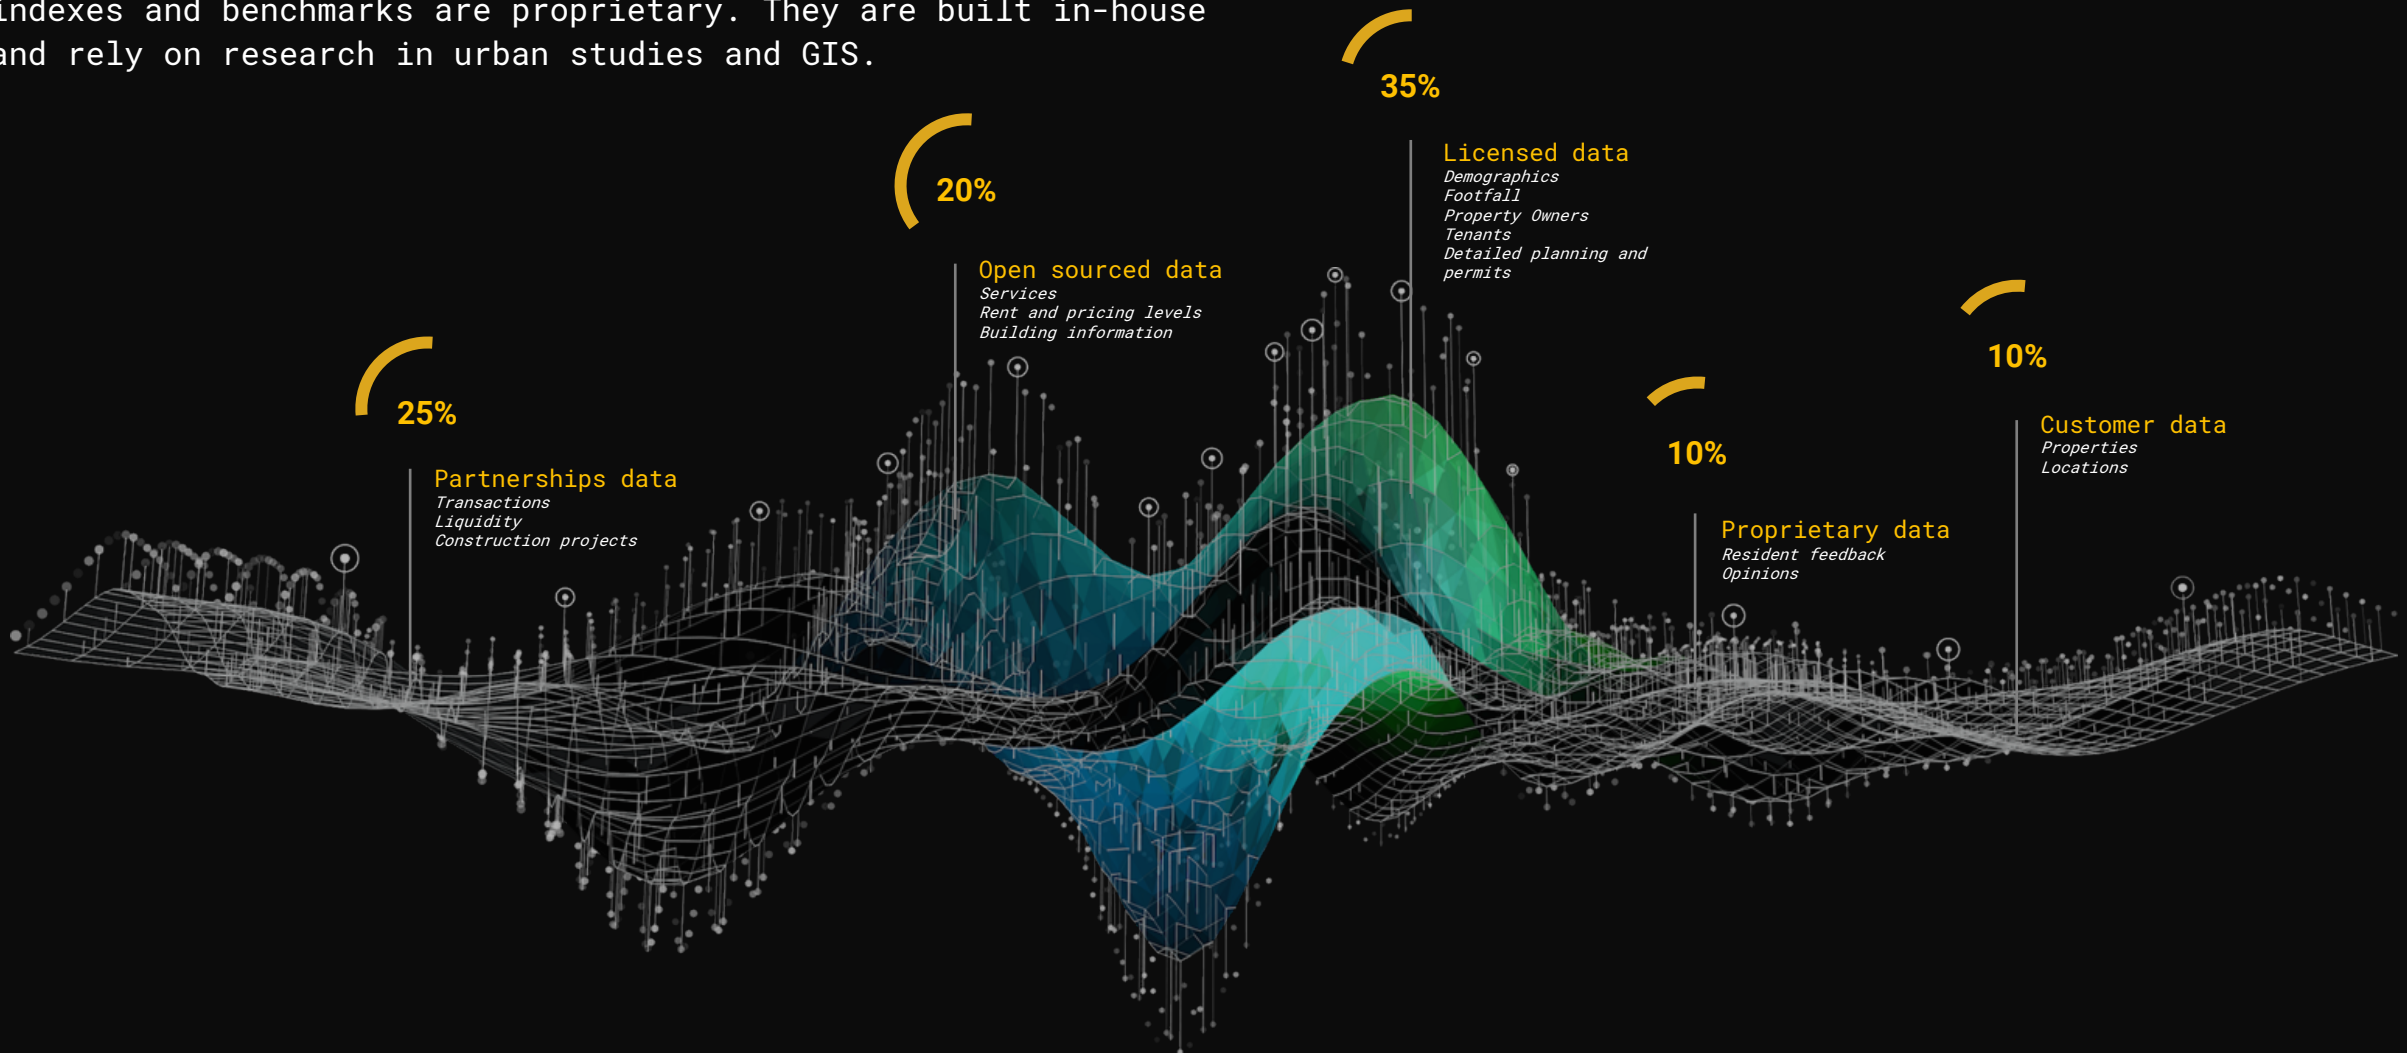 indexes and benchmarks are proprietary. They are built in-house
and rely on research in urban studies and GIS.
25%
Partnerships data
Transactions
Liquidity
Construction projects
20%
Open sourced data
Services
Rent and pricing levels
Building information
35%
Licensed data
Demographics
Footfall
Property Owners
Tenants
Detailed planning and
permits
10%
Proprietary data
Resident feedback
Opinions
10%
Customer data
Properties
Locations